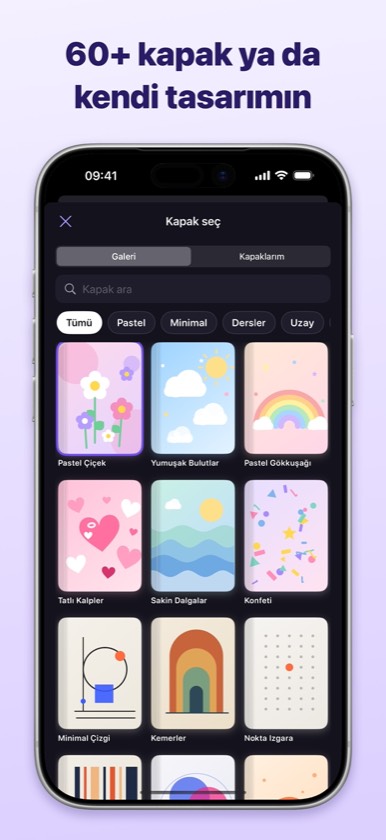 60+ kapak ya da
kendi tasarımın
09:41
Kapak seç
Galeri
Kapaklarım
Kapak ara
Tümü
Pastel
Minimal
Dersler
Uzay
Pastel Çiçek
Yumuşak Bulutlar
Pastel Gökkuşağı
Tatlı Kalpler
Sakin Dalgalar
Konfeti
Minimal Çizgi
Kemerler
Nokta Izgara